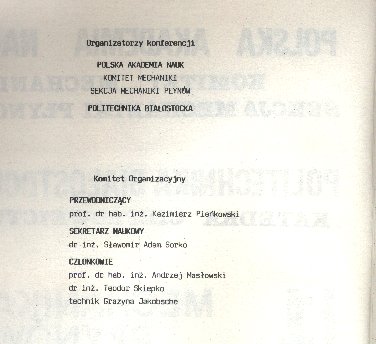 Organizatorzy konferencji
POLSKA AKADEMIA NAUK
KOMITET MECHANIKI
SEKCJA MECHANIKI PŁYNÓW
POLITECHNIKA BIAŁOSTOCKA
Komitet Organizacyjny
PRZEWODNICZĄCY
prof. dr hab. inż. Kazimierz Pieńkowski
SEKRETARZ NAUKOWY
dr inż. Sławomir Adam Sorko
CZŁONKOWIE
prof. dr hab. inż. Andrzej Masłowski
dr inż. Teodor Skiepko
technik Grażyna Jakobsche